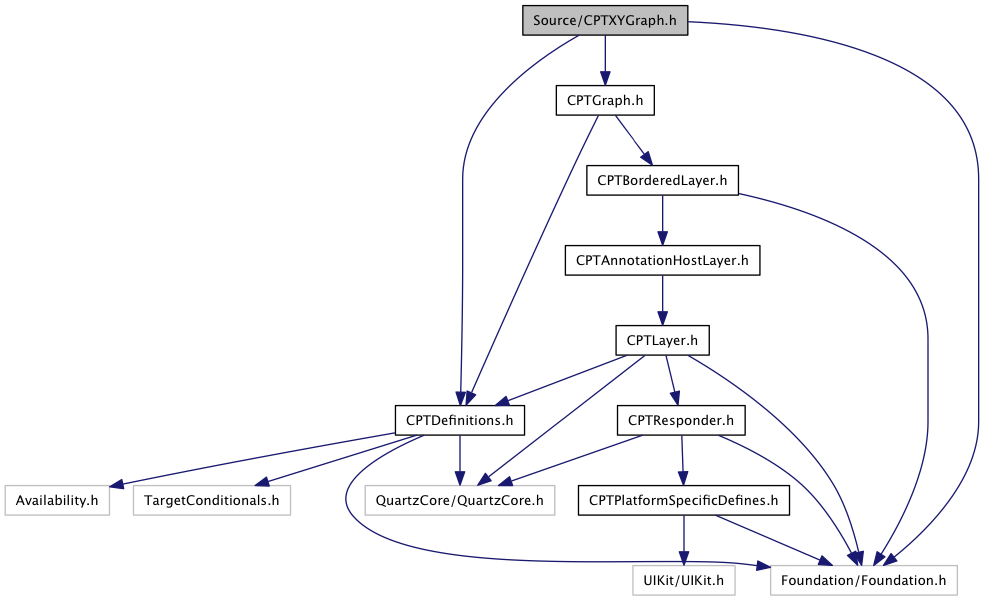 Source/CPTXYGraph.h
CPTGraph.h
CPTBorderedLayer.h
CPTAnnotationHostLayer.h
CPTLayer.h
CPTDefinitions.h
CPTResponder.h
Availability.h
TargetConditionals.h
QuartzCore/QuartzCore.h
CPTPlatformSpecificDefines.h
UIKit/UIKit.h
Foundation/Foundation.h